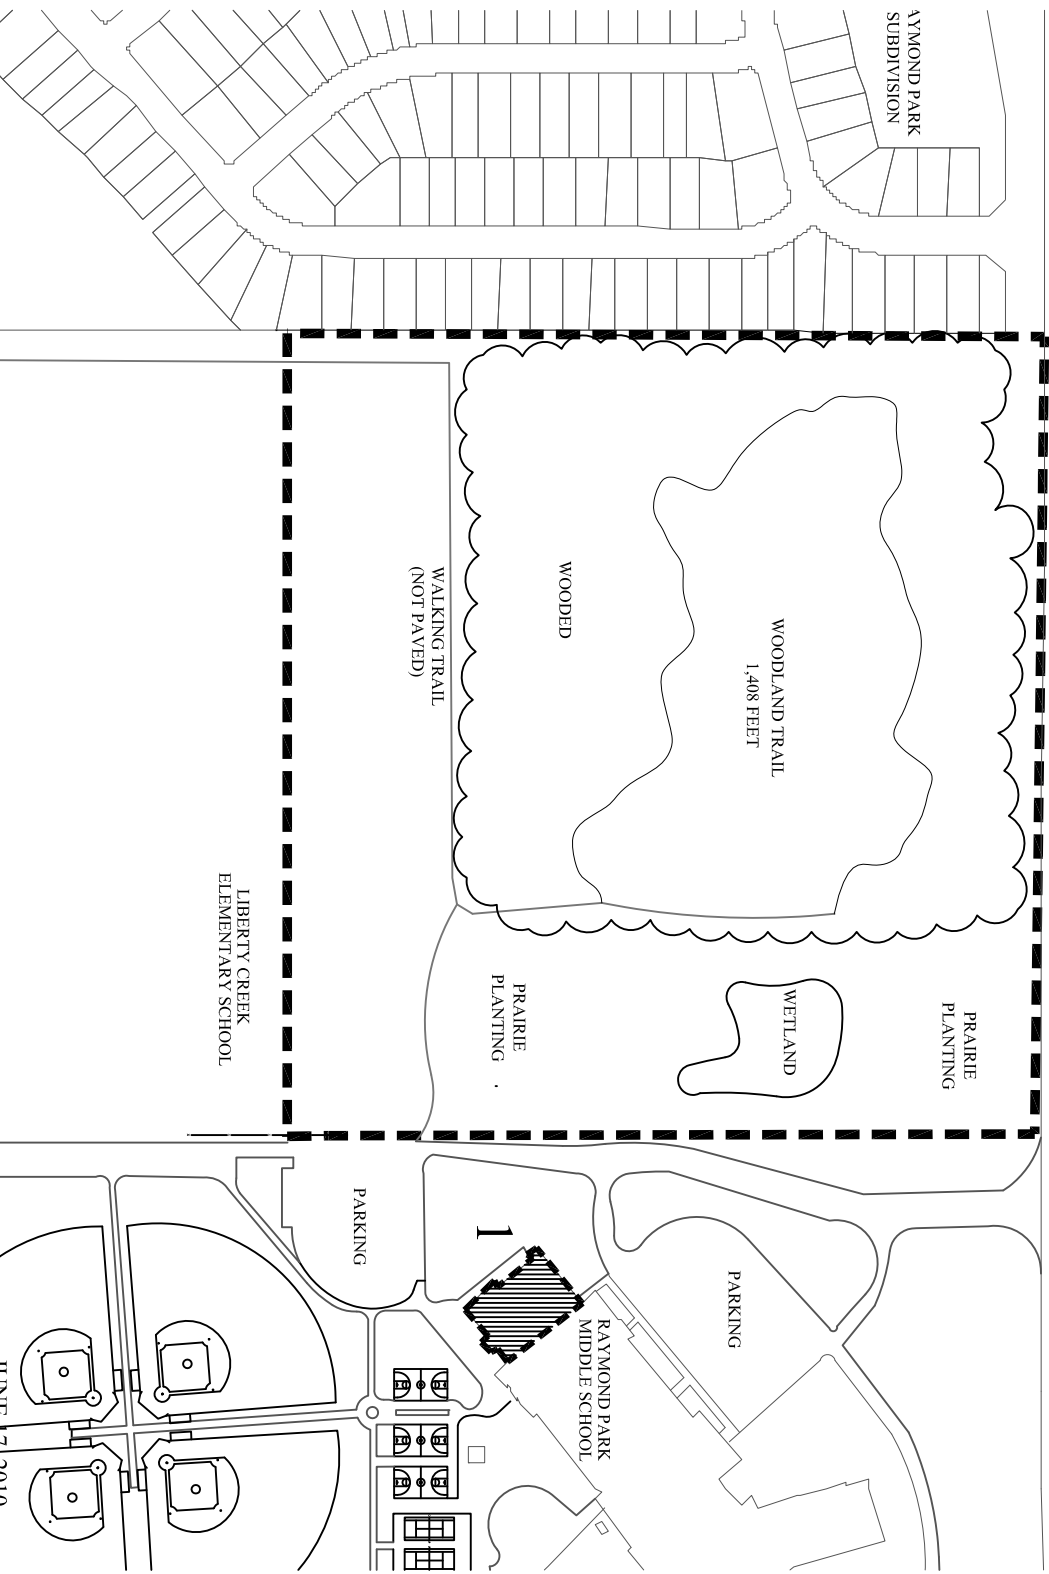 AYMOND PARK
SUBDIVISION
PRAIRIE
PLANTING
WOODLAND TRAIL
1,408 FEET
WETLAND
PARKING
WOODED
PRAIRIE
PLANTING
RAYMOND PARK
MIDDLE SCHOOL
1
WALKING TRAIL
(NOT PAVED)
PARKING
LIBERTY CREEK
ELEMENTARY SCHOOL